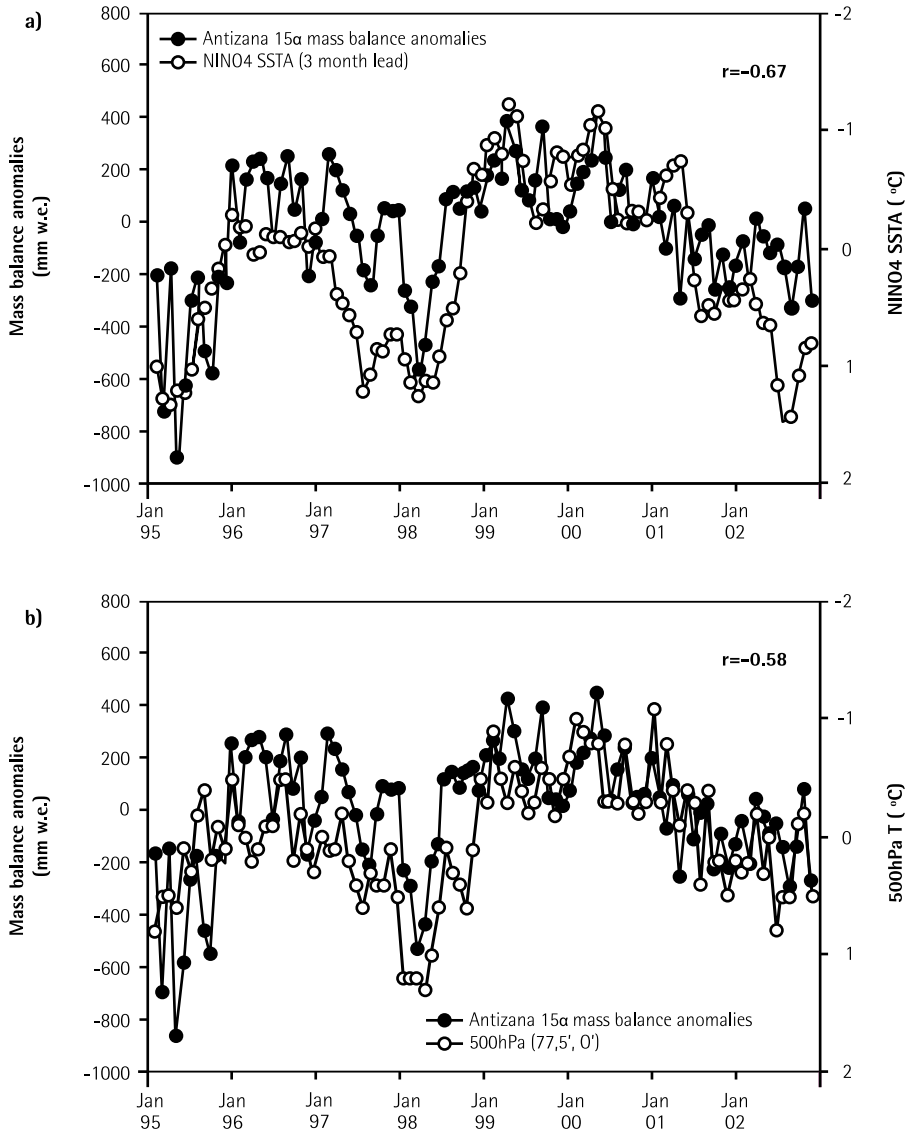 a)
800
600
400
200
0
-200
-400
-600
-800
-1000
Mass balance anomalies
(mm w.e.)
Antizana 15α mass balance anomalies
NINO4 SSTA (3 month lead)
r=-0.67
-2
-1
0
1
2
NINO4 SSTA ( °C)
Jan Jan Jan Jan Jan Jan Jan Jan
95 96 97 98 99 00 01 02
b)
800
600
400
200
0
-200
-400
-600
-800
-1000
Mass balance anomalies
(mm w.e.)
r=-0.58
Antizana 15α mass balance anomalies
500hPa (77,5', 0')
-2
-1
0
1
2
500hPa T ( °C)
Jan Jan Jan Jan Jan Jan Jan Jan
95 96 97 98 99 00 01 02